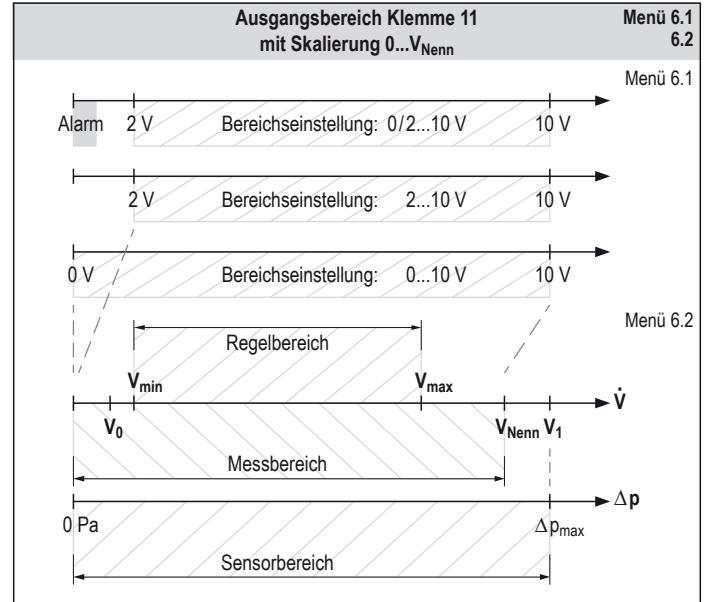 Ausgangsbereich Klemme 11 Menü 6.1
mit Skalierung 0...VNenn 6.2
Menü 6.1
Alarm 2 V Bereichseinstellung: 0/2...10 V 10 V
2 V Bereichseinstellung: 2...10 V 10 V
0 V Bereichseinstellung: 0...10 V 10 V
Menü 6.2
Regelbereich
Vmin Vmax
V̇
V0 VNenn V1
Messbereich
Δp
0 Pa Δpmax
Sensorbereich